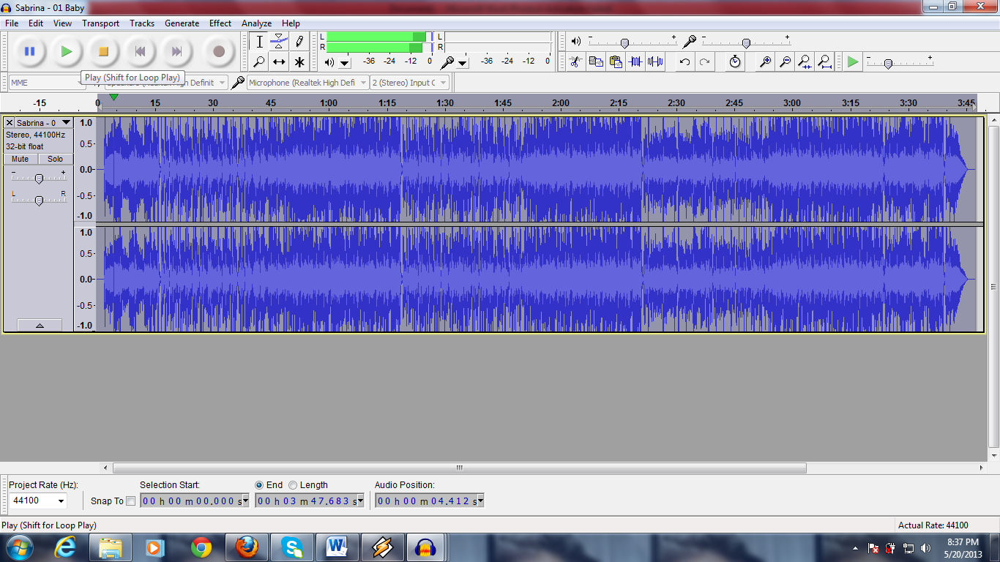 Sabrina - 01 Baby
File Edit View Transport Tracks Generate Effect Analyze Help
L
R
-36 -24 -12 0
L
R
-36 -24 -12 0
Play (Shift for Loop Play)
MME
Microphone (Realtek High Defi
2 (Stereo) Input C
-15 0 15 30 45 1:00 1:15 1:30 1:45 2:00 2:15 2:30 2:45 3:00 3:15 3:30 3:45
Sabrina - 0
Stereo, 44100Hz
32-bit float
Mute Solo
- +
L R
1.0
0.5-
0.0-
-0.5-
-1.0
1.0
0.5-
0.0-
-0.5-
-1.0
Project Rate (Hz):
44100
Snap To
Selection Start:
00 h 00 m 00.000 s
End Length
00 h 03 m 47.683 s
Audio Position:
00 h 00 m 04.412 s
Play (Shift for Loop Play)
Actual Rate: 44100
8:37 PM
5/20/2013